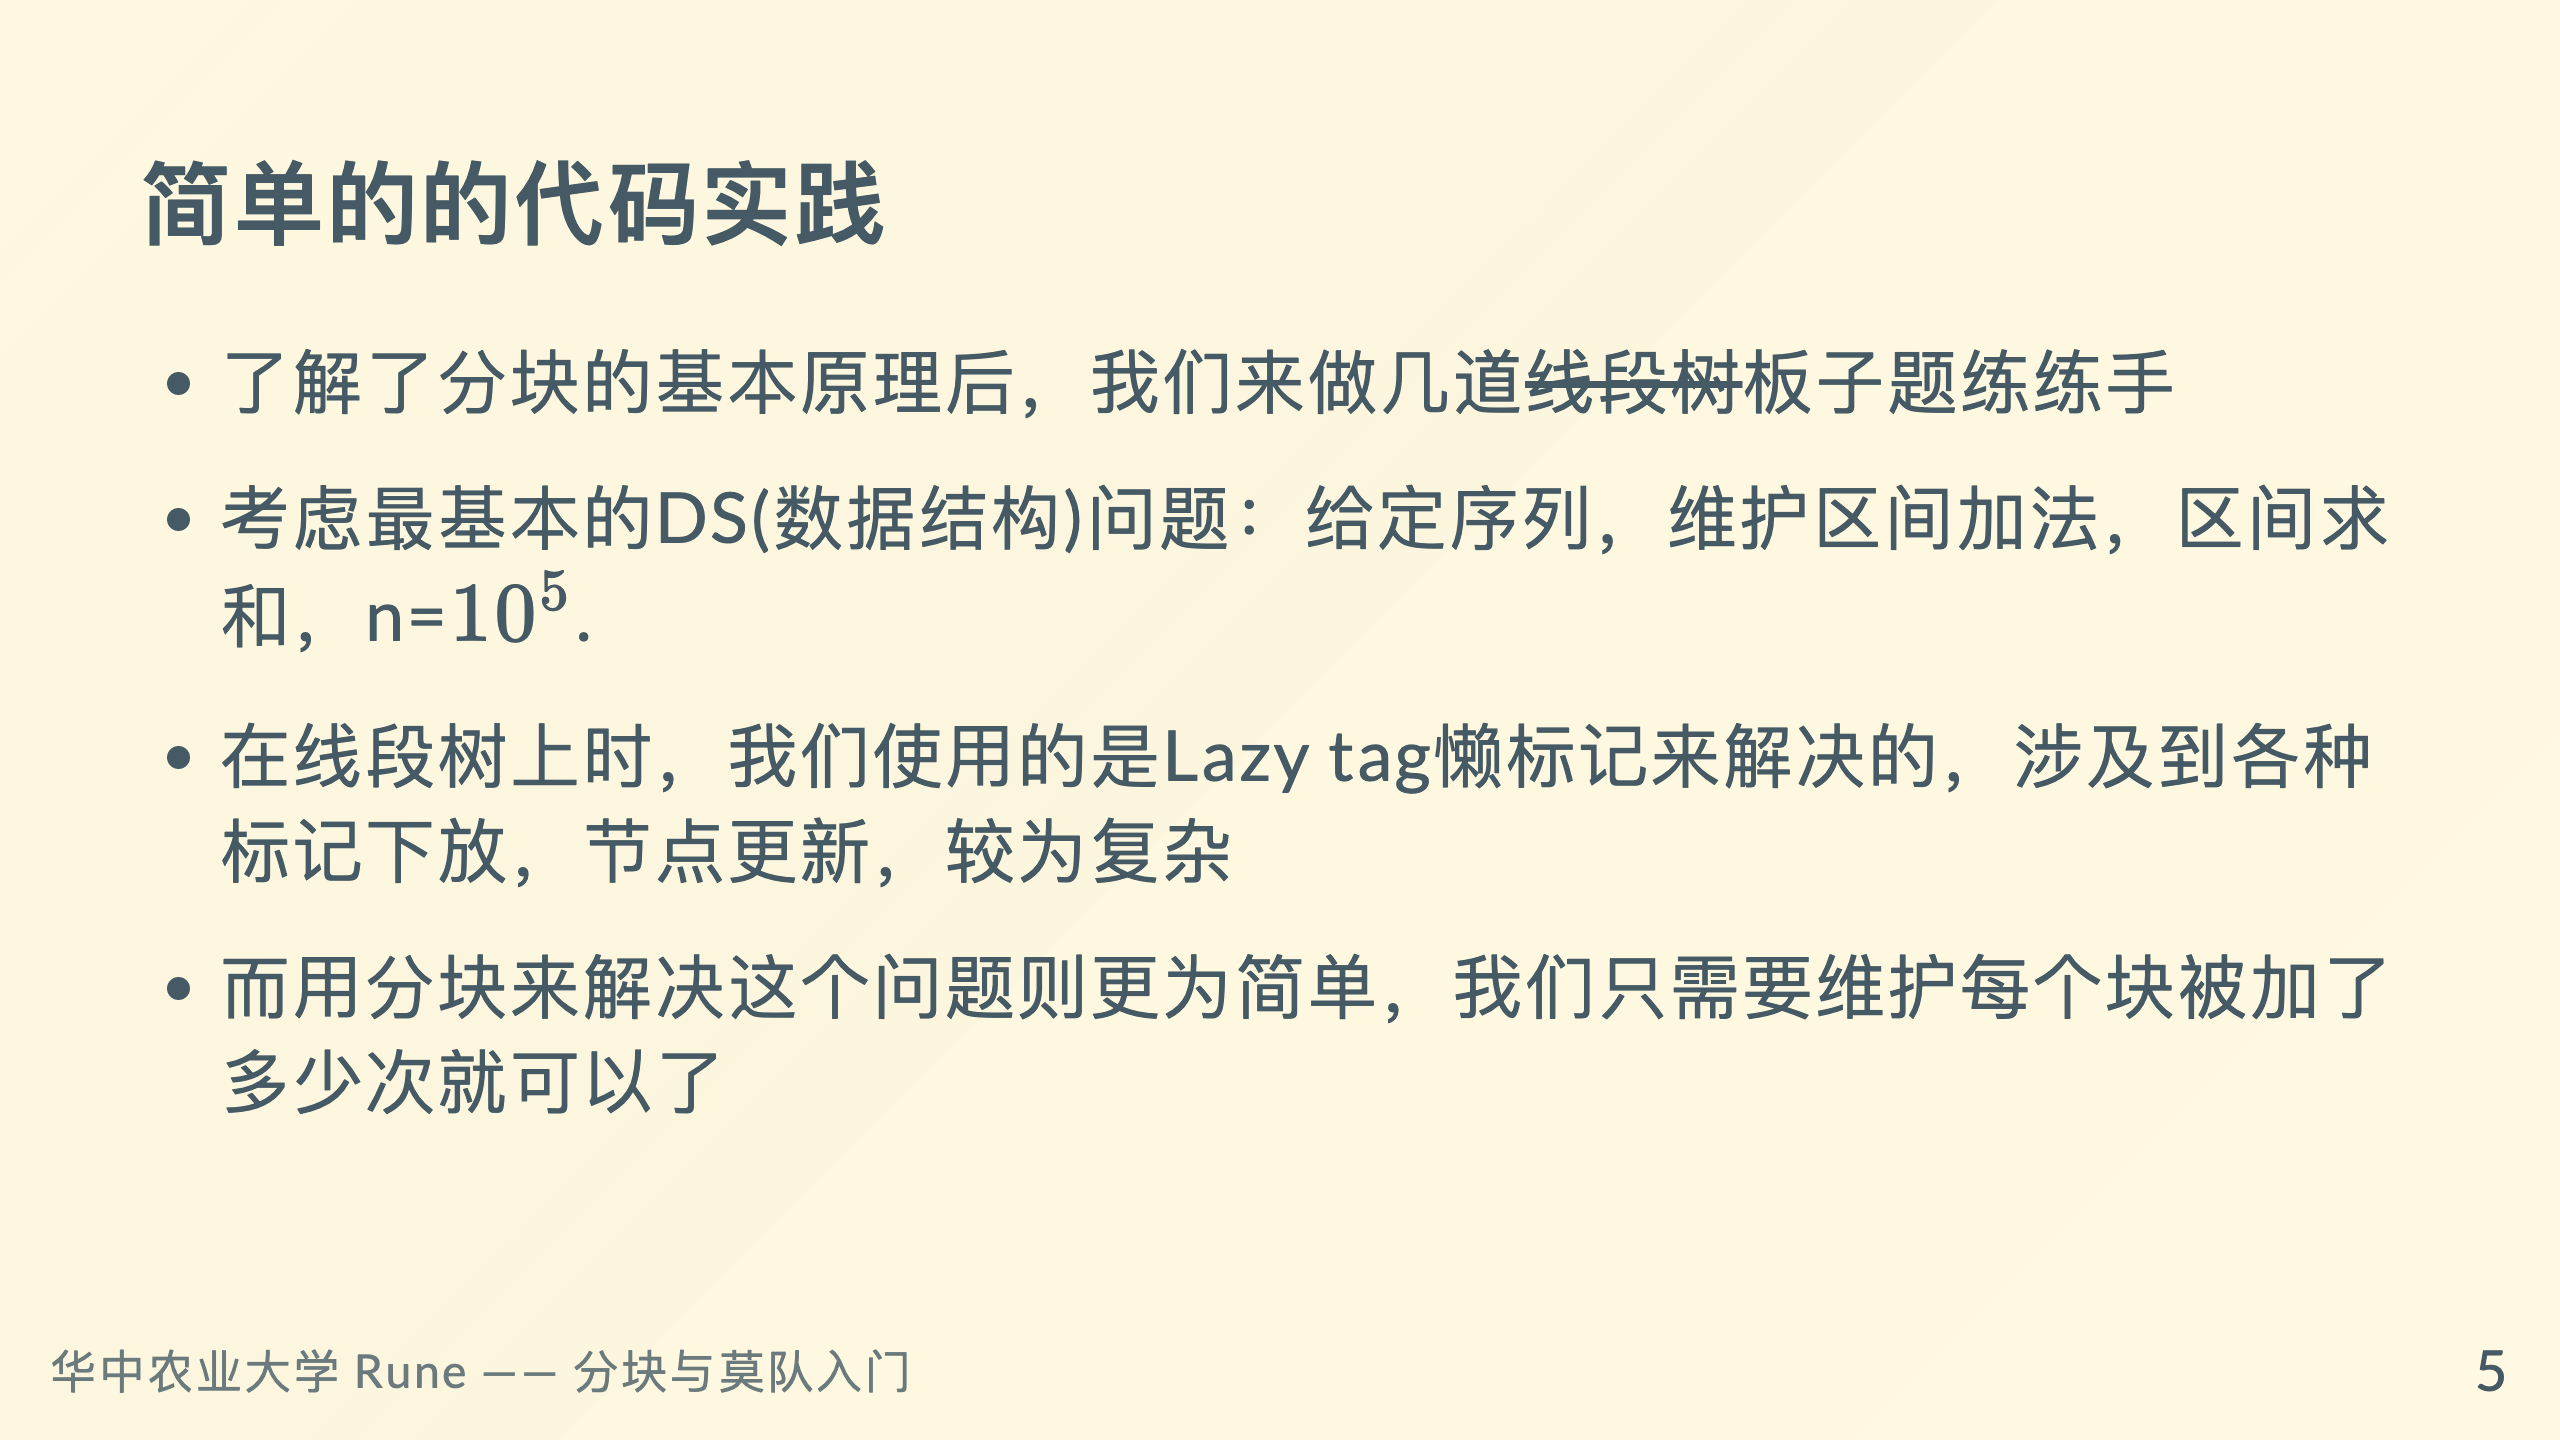 简单的的代码实践
• 了解了分块的基本原理后，我们来做几道线段树板子题练练手
• 考虑最基本的DS(数据结构)问题：给定序列，维护区间加法，区间求
和，n=10⁵.
• 在线段树上时，我们使用的是Lazy tag懒标记来解决的，涉及到各种
标记下放，节点更新，较为复杂
• 而用分块来解决这个问题则更为简单，我们只需要维护每个块被加了
多少次就可以了
华中农业大学 Rune —— 分块与莫队入门
5